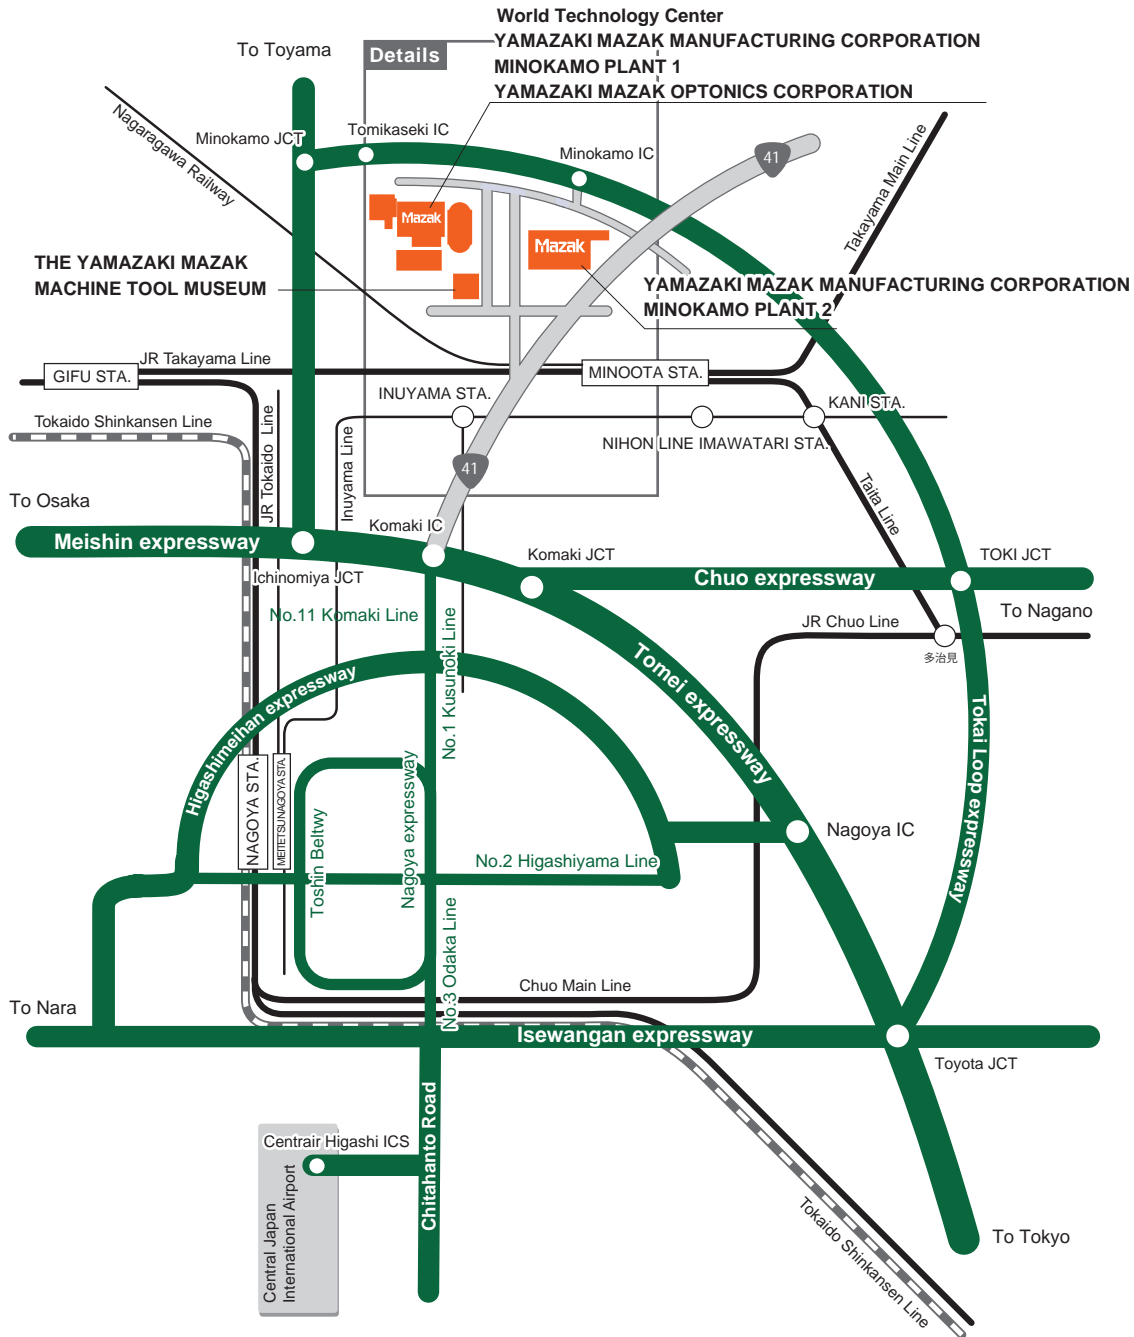 World Technology Center
YAMAZAKI MAZAK MANUFACTURING CORPORATION
MINOKAMO PLANT 1
YAMAZAKI MAZAK OPTONICS CORPORATION
Details
To Toyama
Nagaragawa Railway
Minokamo JCT
Tomikaseki IC
Minokamo IC
41
Takayama Main Line
Mazak
Mazak
THE YAMAZAKI MAZAK
MACHINE TOOL MUSEUM
YAMAZAKI MAZAK MANUFACTURING CORPORATION
MINOKAMO PLANT 2
JR Takayama Line
GIFU STA.
MINOOTA STA.
INUYAMA STA.
KANI STA.
NIHON LINE IMAWATARI STA.
Tokaido Shinkansen Line
JR Tokaido Line
Inuyama Line
41
Taita Line
To Osaka
Meishin expressway
Komaki IC
Komaki JCT
TOKI JCT
Ichinomiya JCT
Chuo expressway
To Nagano
No.11 Komaki Line
JR Chuo Line
多治見
No.1 Kusunoki Line
Tomei expressway
Higashimeihan expressway
Tokai Loop expressway
NAGOYA STA.
MEITETSUNAGOYA STA.
Toshin Beltwy
Nagoya expressway
Nagoya IC
No.2 Higashiyama Line
No.3 Odaka Line
Chuo Main Line
To Nara
Isewangan expressway
Toyota JCT
Chitahanto Road
Centrair Higashi ICS
Central Japan
International Airport
Tokaido Shinkansen Line
To Tokyo